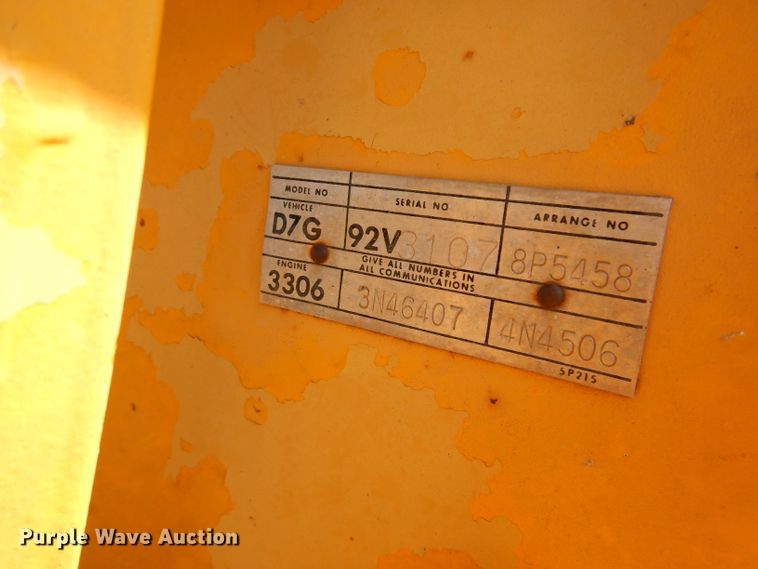 MODEL NO SERIAL NO ARRANGE NO
VEHICLE
D7G 92V3107 8P5458
GIVE ALL NUMBERS IN
ALL COMMUNICATIONS
ENGINE
3306 3N46407 4N4506
5P215
Purple Wave Auction